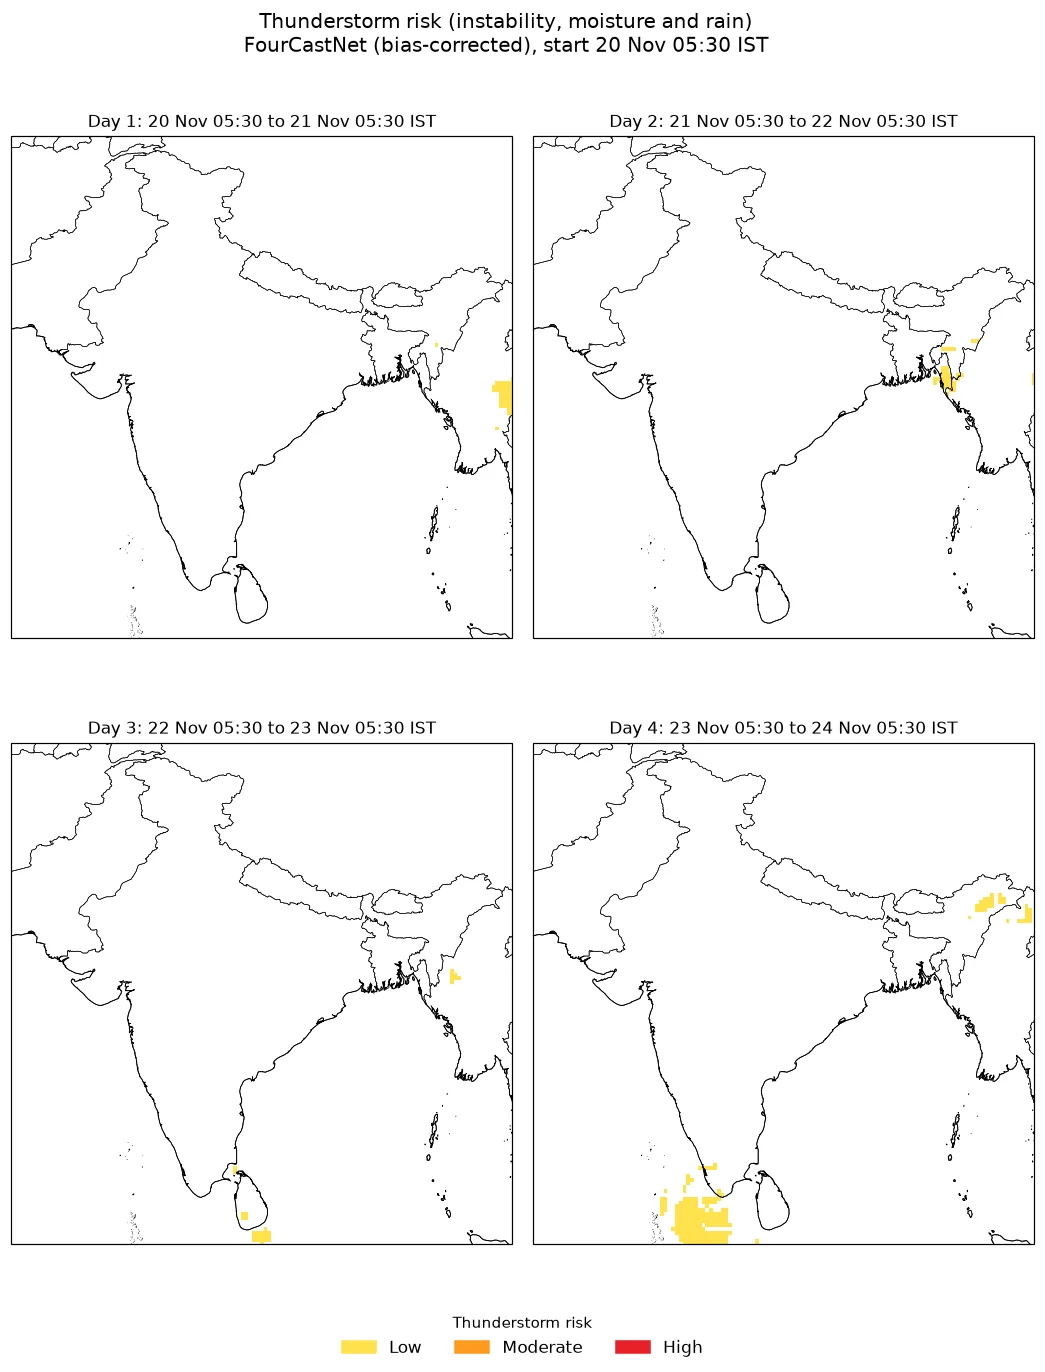 Thunderstorm risk (instability, moisture and rain)
FourCastNet (bias-corrected), start 20 Nov 05:30 IST
Day 1: 20 Nov 05:30 to 21 Nov 05:30 IST
Day 2: 21 Nov 05:30 to 22 Nov 05:30 IST
Day 3: 22 Nov 05:30 to 23 Nov 05:30 IST
Day 4: 23 Nov 05:30 to 24 Nov 05:30 IST
Thunderstorm risk
Low Moderate High